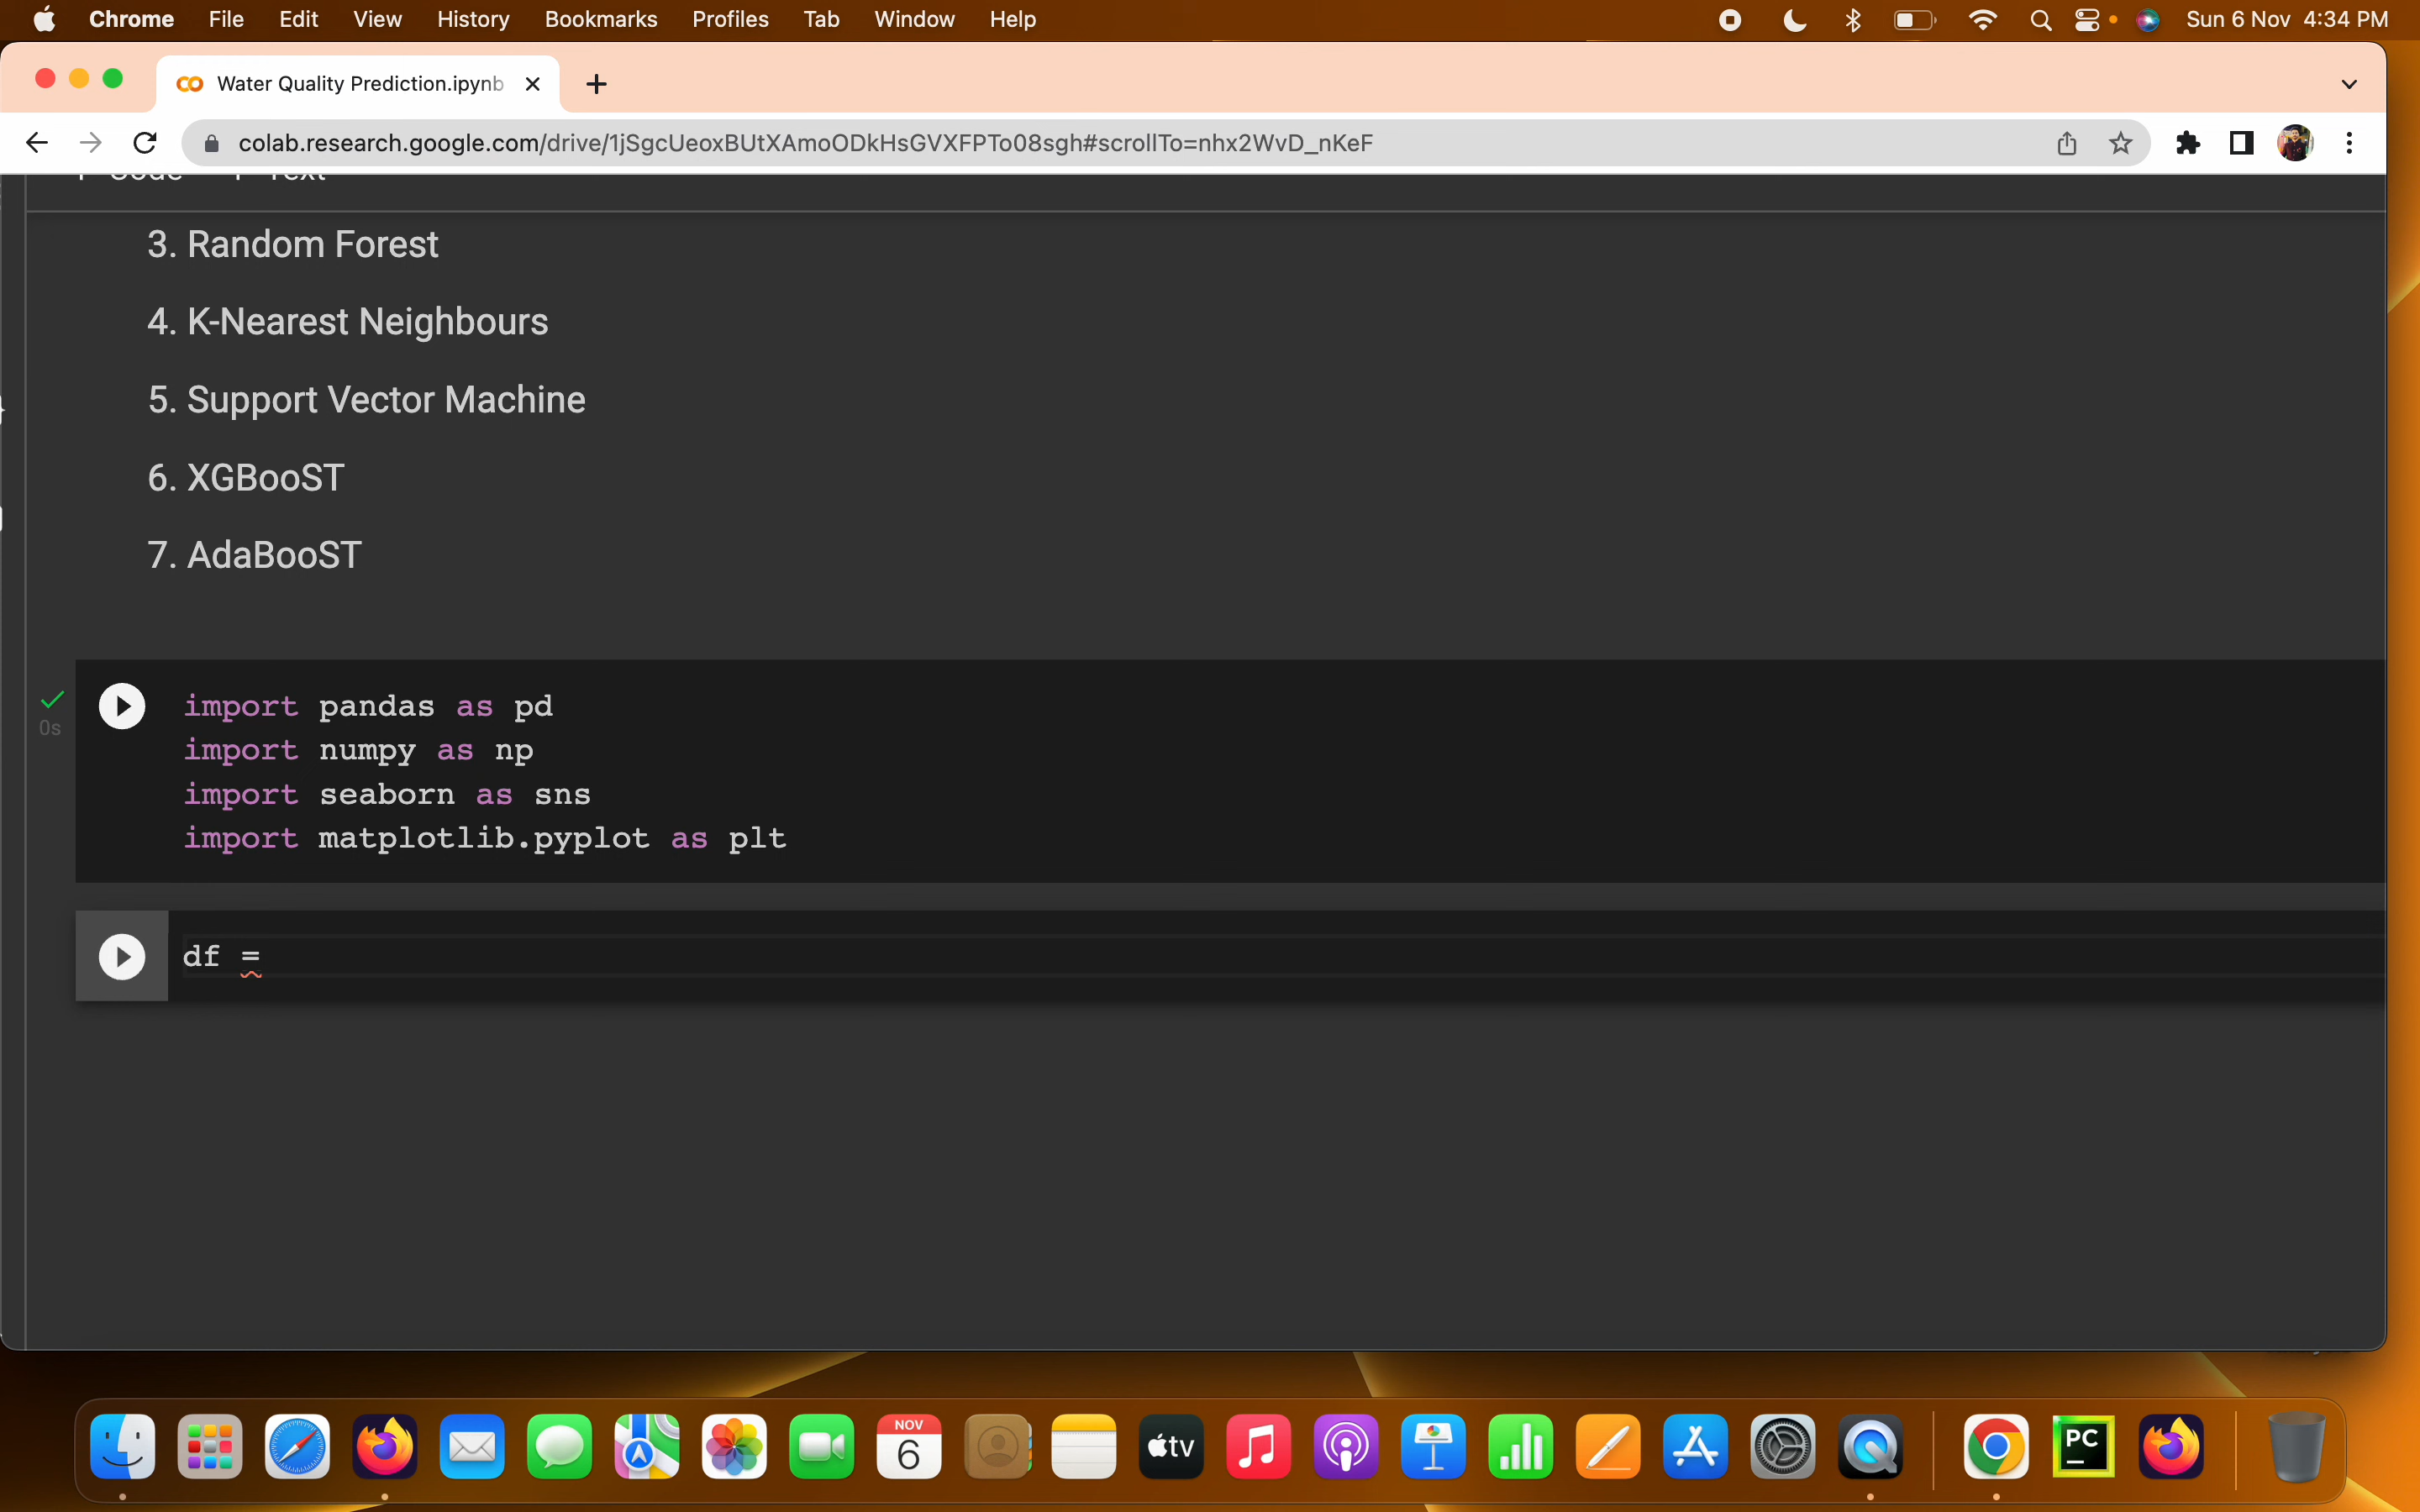 Chrome File Edit View History Bookmarks Profiles Tab Window Help Sun 6 Nov 4:34 PM
Water Quality Prediction.ipynb
colab.research.google.com/drive/1jSgcUeoxBUtXAmoODkHsGVXFPTo08sgh#scrollTo=nhx2WvD_nKeF
+ Code + Text
3. Random Forest
4. K-Nearest Neighbours
5. Support Vector Machine
6. XGBooST
7. AdaBooST
0s
import pandas as pd
import numpy as np
import seaborn as sns
import matplotlib.pyplot as plt
df =
NOV
6
tv
PC